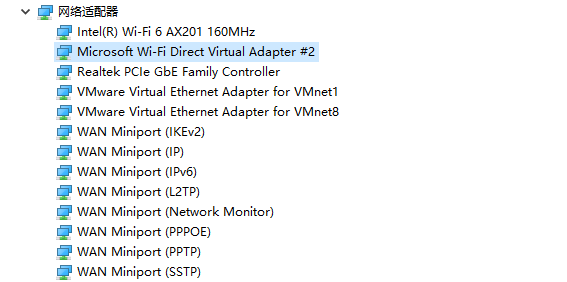 网络适配器
Intel(R) Wi-Fi 6 AX201 160MHz
Microsoft Wi-Fi Direct Virtual Adapter #2
Realtek PCIe GbE Family Controller
VMware Virtual Ethernet Adapter for VMnet1
VMware Virtual Ethernet Adapter for VMnet8
WAN Miniport (IKEv2)
WAN Miniport (IP)
WAN Miniport (IPv6)
WAN Miniport (L2TP)
WAN Miniport (Network Monitor)
WAN Miniport (PPPOE)
WAN Miniport (PPTP)
WAN Miniport (SSTP)